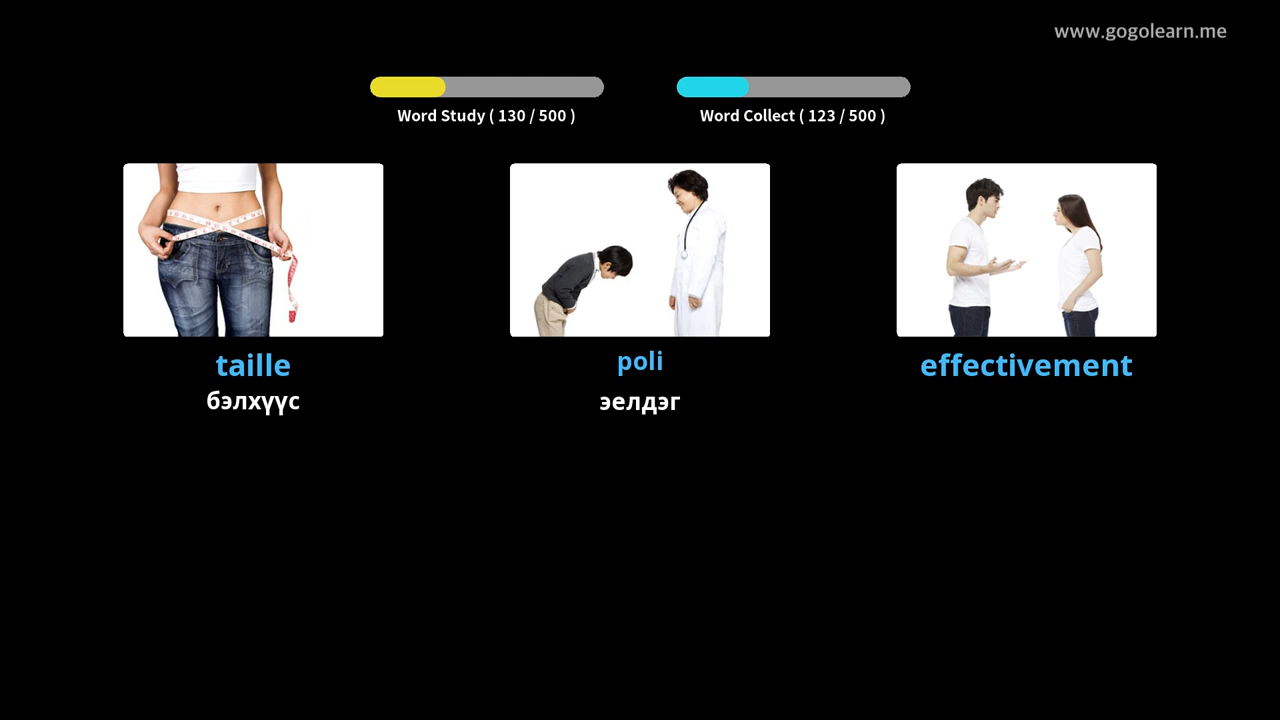 www.gogolearn.me
Word Study ( 130 / 500 )
Word Collect ( 123 / 500 )
taille
poli
effectivement
бэлхүүс
эелдэг